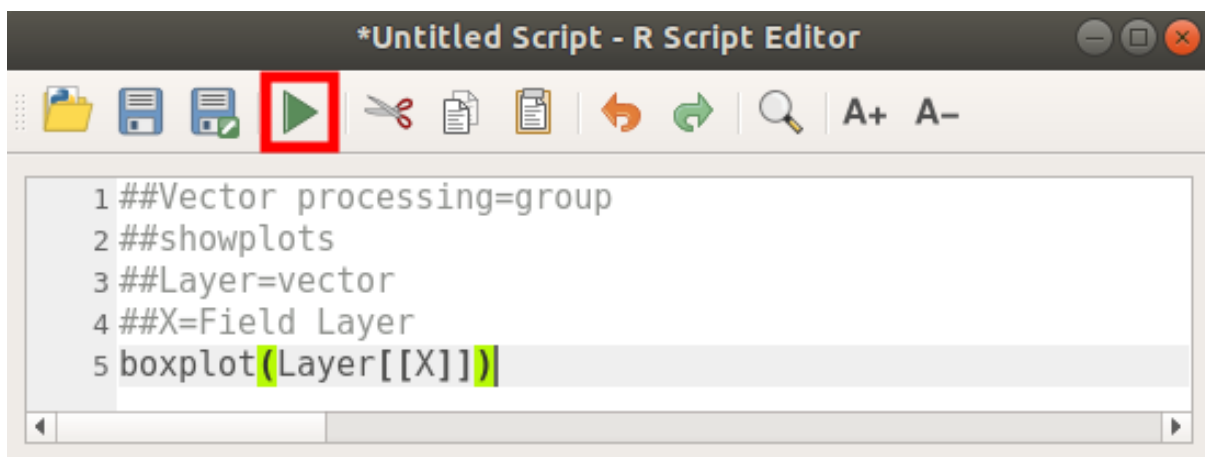 *Untitled Script - R Script Editor
A+ A-
1 ##Vector processing=group
2 ##showplots
3 ##Layer=vector
4 ##X=Field Layer
5 boxplot(Layer[[X]])